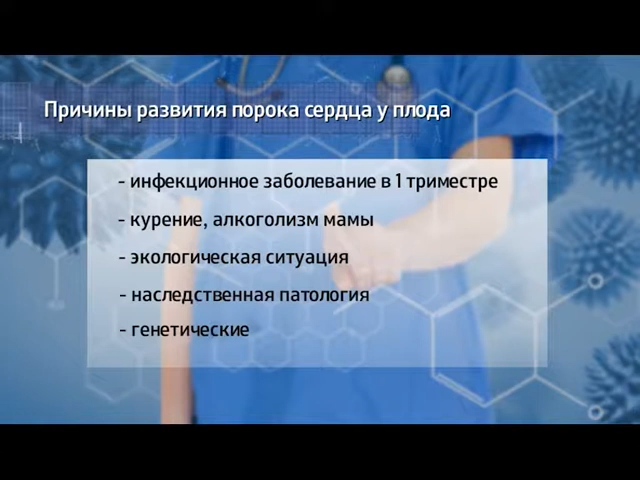 Причины развития порока сердца у плода
- инфекционное заболевание в 1 триместре
- курение, алкоголизм мамы
- экологическая ситуация
- наследственная патология
- генетические